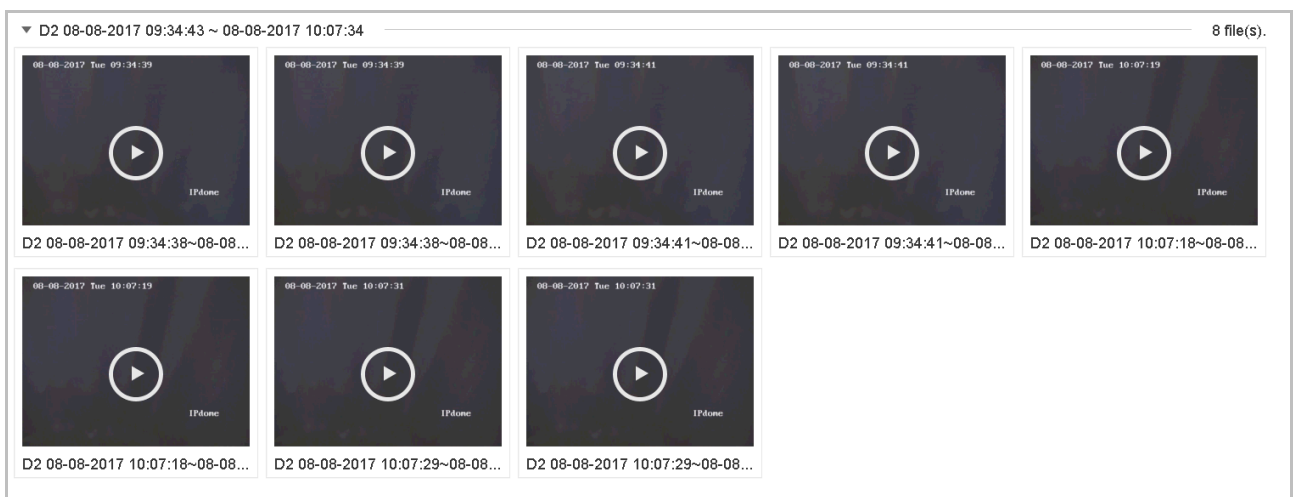 D2 08-08-2017 09:34:43 ~ 08-08-2017 10:07:34 8 file(s).
08-08-2017 Tue 09:34:39
IPdome
D2 08-08-2017 09:34:38~08-08...
08-08-2017 Tue 09:34:39
IPdome
D2 08-08-2017 09:34:38~08-08...
08-08-2017 Tue 09:34:41
IPdome
D2 08-08-2017 09:34:41~08-08...
08-08-2017 Tue 09:34:41
IPdome
D2 08-08-2017 09:34:41~08-08...
08-08-2017 Tue 10:07:19
IPdome
D2 08-08-2017 10:07:18~08-08...
08-08-2017 Tue 10:07:19
IPdome
D2 08-08-2017 10:07:18~08-08...
08-08-2017 Tue 10:07:31
IPdome
D2 08-08-2017 10:07:29~08-08...
08-08-2017 Tue 10:07:31
IPdome
D2 08-08-2017 10:07:29~08-08...